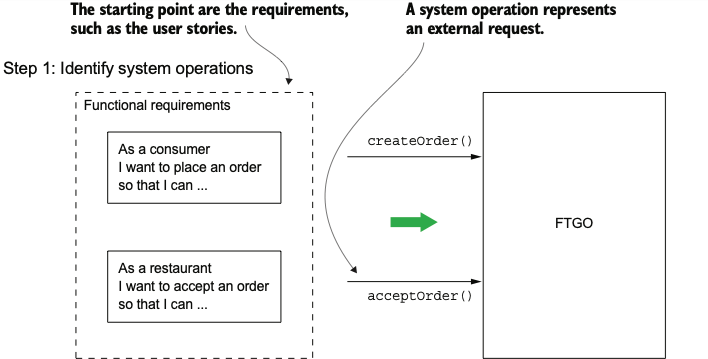 The starting point are the requirements,
such as the user stories.
A system operation represents
an external request.
Step 1: Identify system operations
Functional requirements
As a consumer
I want to place an order
so that I can ...
As a restaurant
I want to accept an order
so that I can ...
createOrder()
acceptOrder()
FTGO